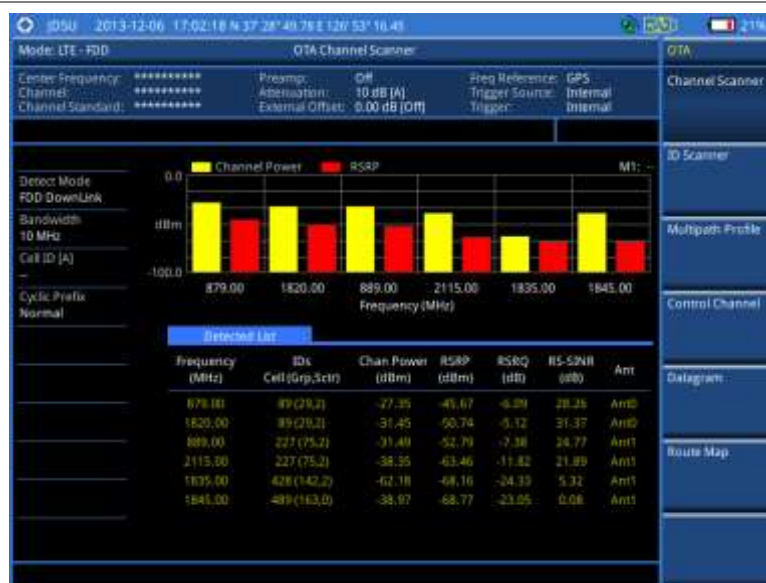 JDSU 2013-12-06 17:02:18 N 37° 28" 49.78 E 126° 53" 16.45 21%
Mode: LTE - FDD
OTA Channel Scanner
OTA
Center Frequency: **********
Channel: **********
Channel Standard: **********
Preamp: Off
Attenuation: 10 dB [A]
External Offset: 0.00 dB [Off]
Freq Reference: GPS
Trigger Source: Internal
Trigger: Internal
Channel Scanner
ID Scanner
Multipath Profile
Control Channel
Datagram
Route Map
Detect Mode
FDD DownLink
Bandwidth
10 MHz
Cell ID [A]
--
Cyclic Prefix
Normal
Channel Power RSRP M1: --
0.0
dBm
-100.0
879.00 1820.00 889.00 2115.00 1835.00 1845.00
Frequency (MHz)
Detected List
Frequency (MHz) IDs Cell (Grp,Sctr) Chan Power (dBm) RSRP (dBm) RSRQ (dB) RS-SINR (dB) Ant
879.00 89 (29,2) -27.35 -45.67 -6.09 28.26 Ant0
1820.00 89 (29,2) -31.45 -50.74 -5.12 31.37 Ant0
889.00 227 (75,2) -31.49 -52.79 -7.38 24.77 Ant1
2115.00 227 (75,2) -38.35 -63.46 -11.82 21.89 Ant1
1835.00 428 (142,2) -62.18 -68.16 -24.33 5.32 Ant1
1845.00 489 (163,0) -38.97 -68.77 -23.05 0.08 Ant1